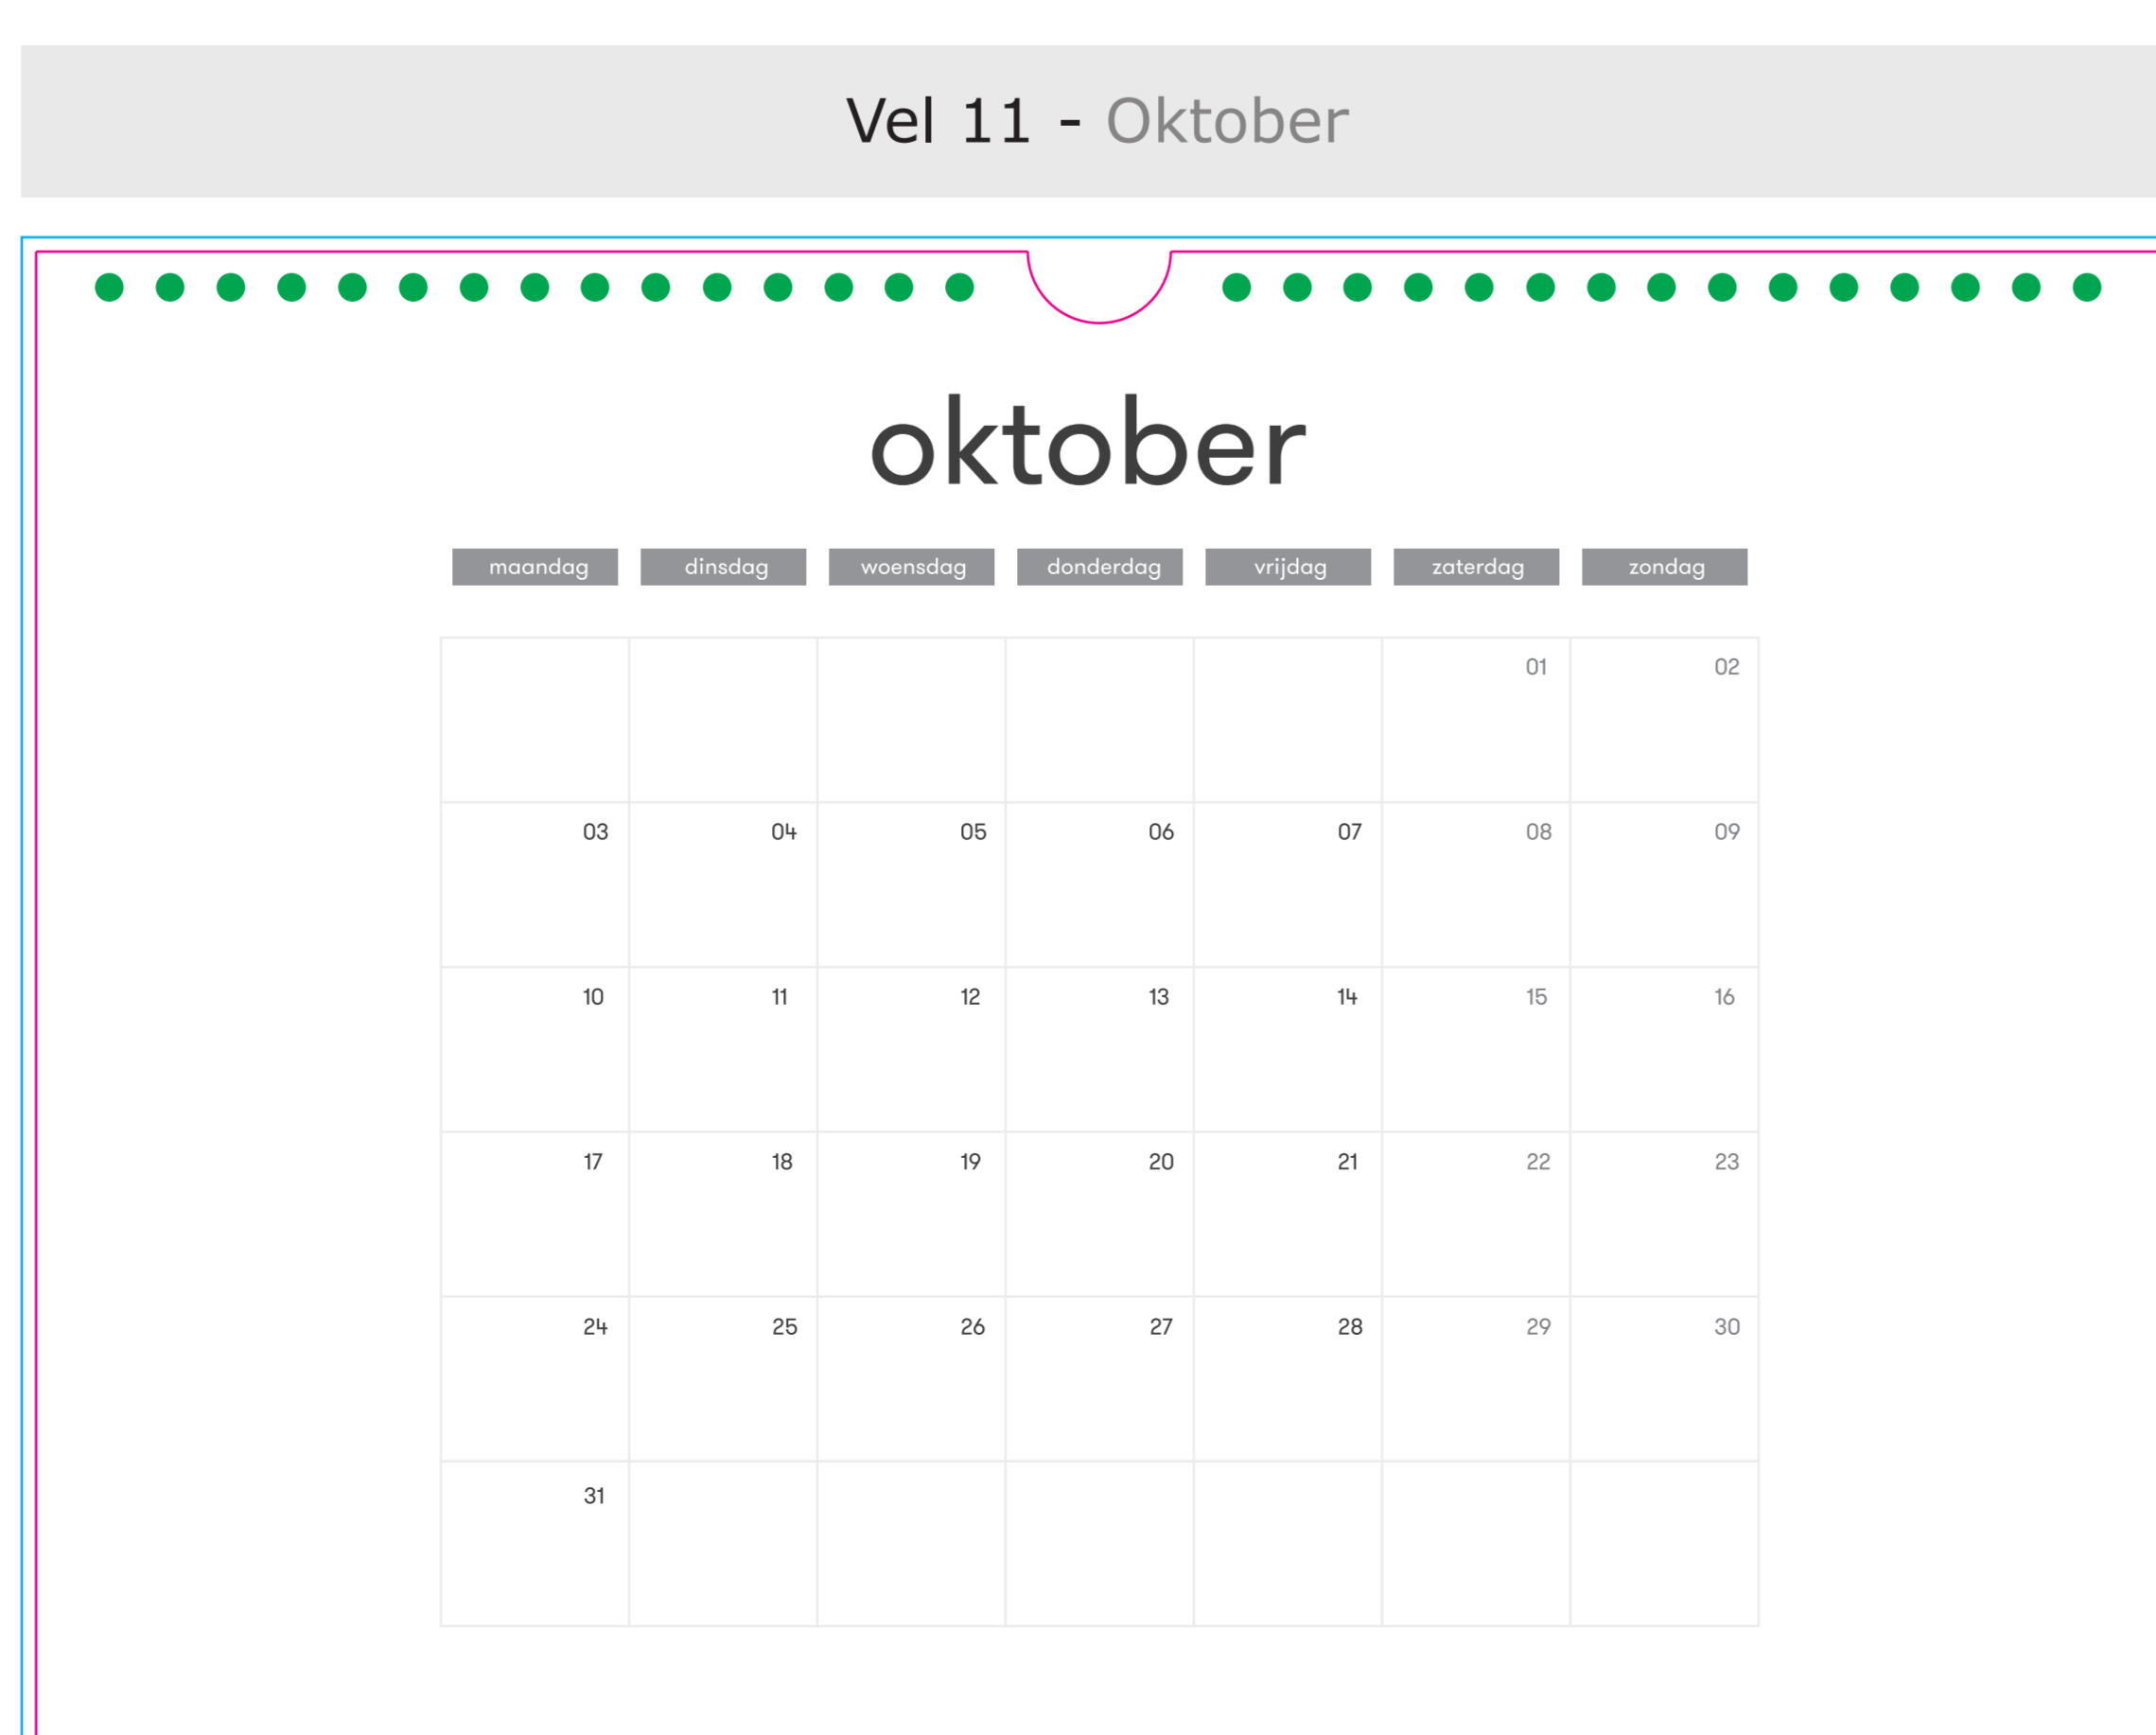 Vel 11 - Oktober
oktober
maandag dinsdag woensdag donderdag vrijdag zaterdag zondag
01 02
03 04 05 06 07 08 09
10 11 12 13 14 15 16
17 18 19 20 21 22 23
24 25 26 27 28 29 30
31